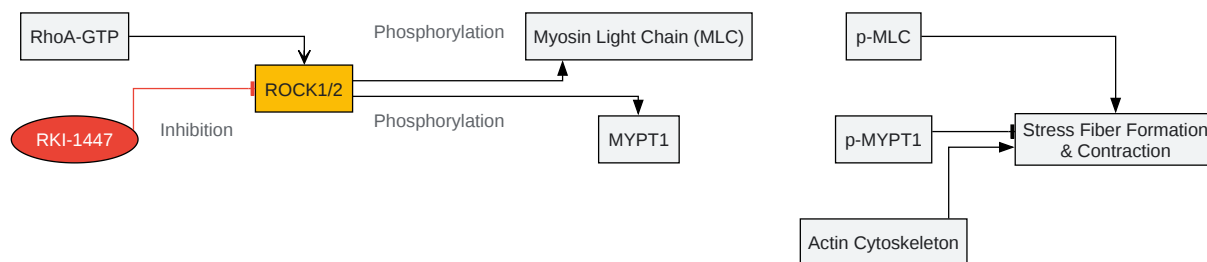 RhoA-GTP
Phosphorylation
Myosin Light Chain (MLC)
p-MLC
ROCK1/2
RKI-1447
Inhibition
Phosphorylation
MYPT1
p-MYPT1
Stress Fiber Formation
& Contraction
Actin Cytoskeleton